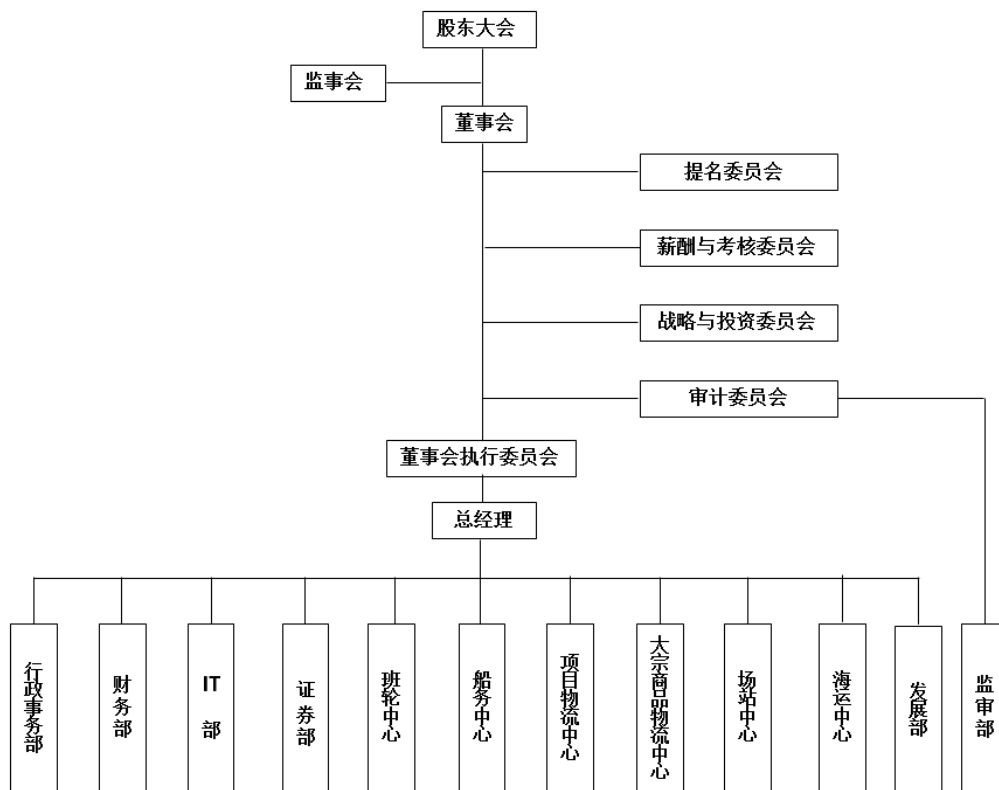 股东大会
监事会
董事会
提名委员会
薪酬与考核委员会
战略与投资委员会
审计委员会
董事会执行委员会
总经理
行政事务部
财务部
IT部
证券部
班轮中心
船务中心
项目物流中心
大宗商品物流中心
场站中心
海运中心
发展部
监审部